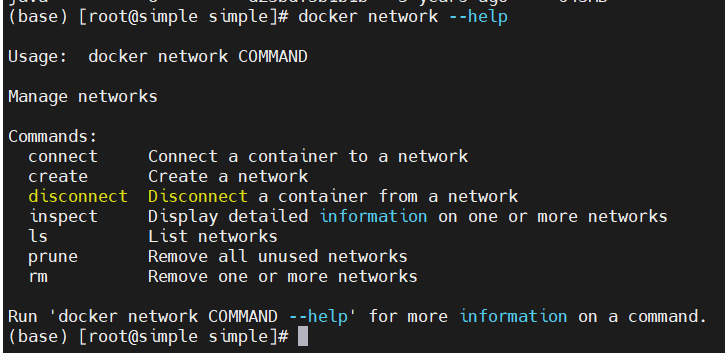 (base) [root@simple simple]# docker network --help

Usage:  docker network COMMAND

Manage networks

Commands:
  connect     Connect a container to a network
  create      Create a network
  disconnect  Disconnect a container from a network
  inspect     Display detailed information on one or more networks
  ls          List networks
  prune       Remove all unused networks
  rm          Remove one or more networks

Run 'docker network COMMAND --help' for more information on a command.
(base) [root@simple simple]#